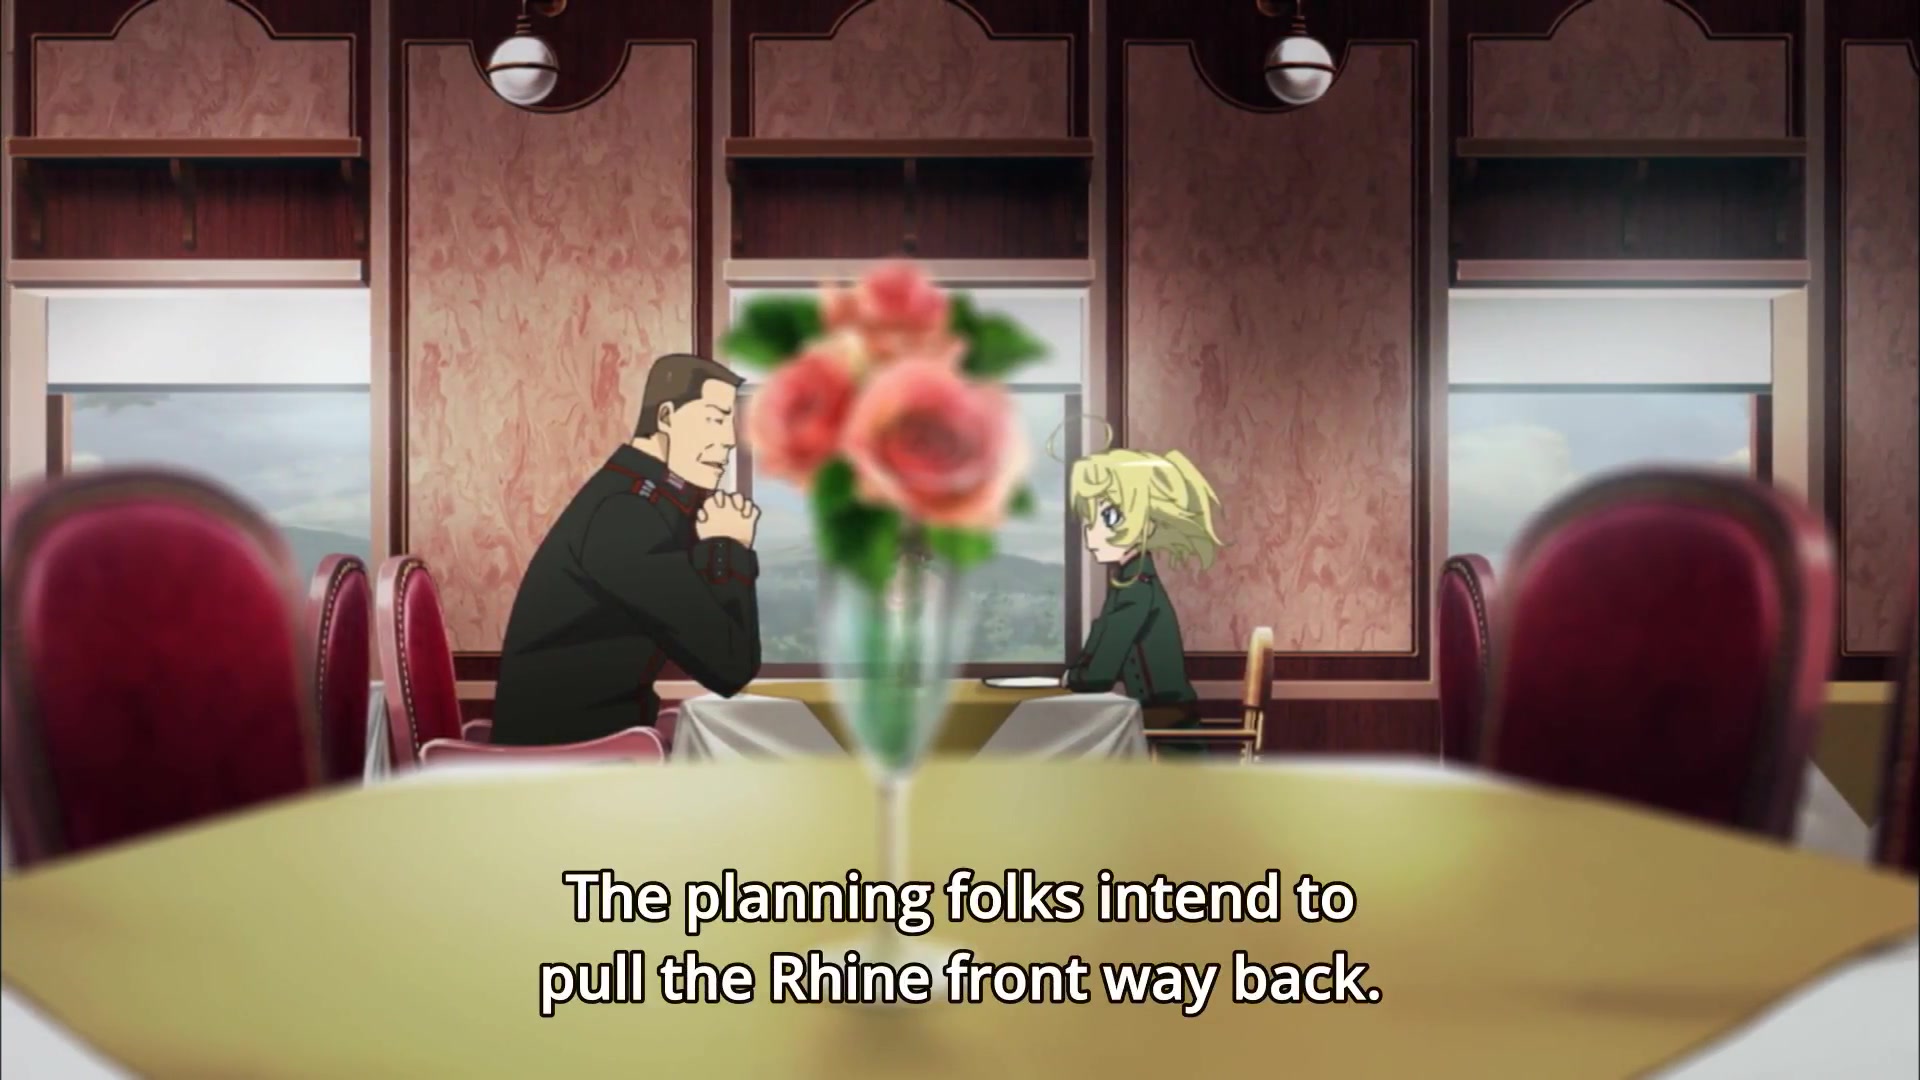 The planning folks intend to
pull the Rhine front way back.